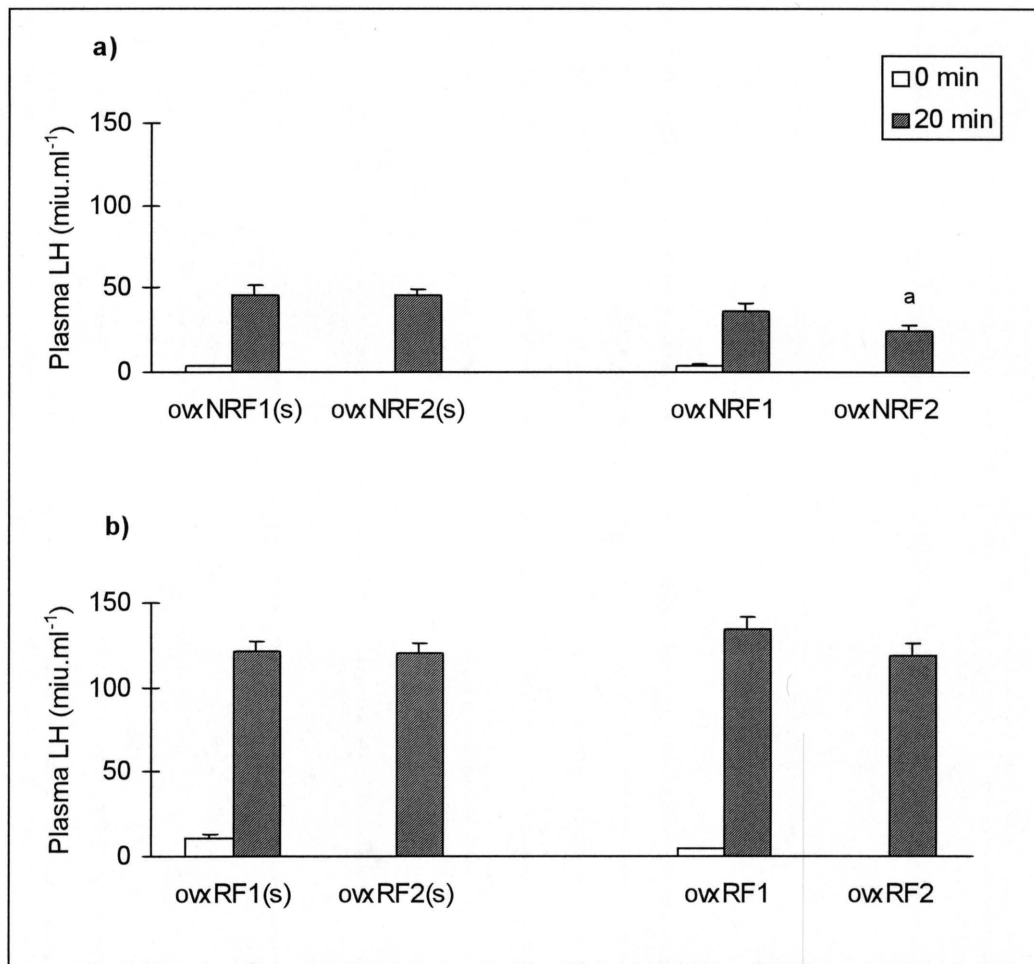 a)
0 min
20 min
Plasma LH (miu.ml-1)
150
100
50
0
a
ovxNRF1(s) ovxNRF2(s) ovxNRF1 ovxNRF2
b)
Plasma LH (miu.ml-1)
150
100
50
0
ovxRF1(s) ovxRF2(s) ovxRF1 ovxRF2